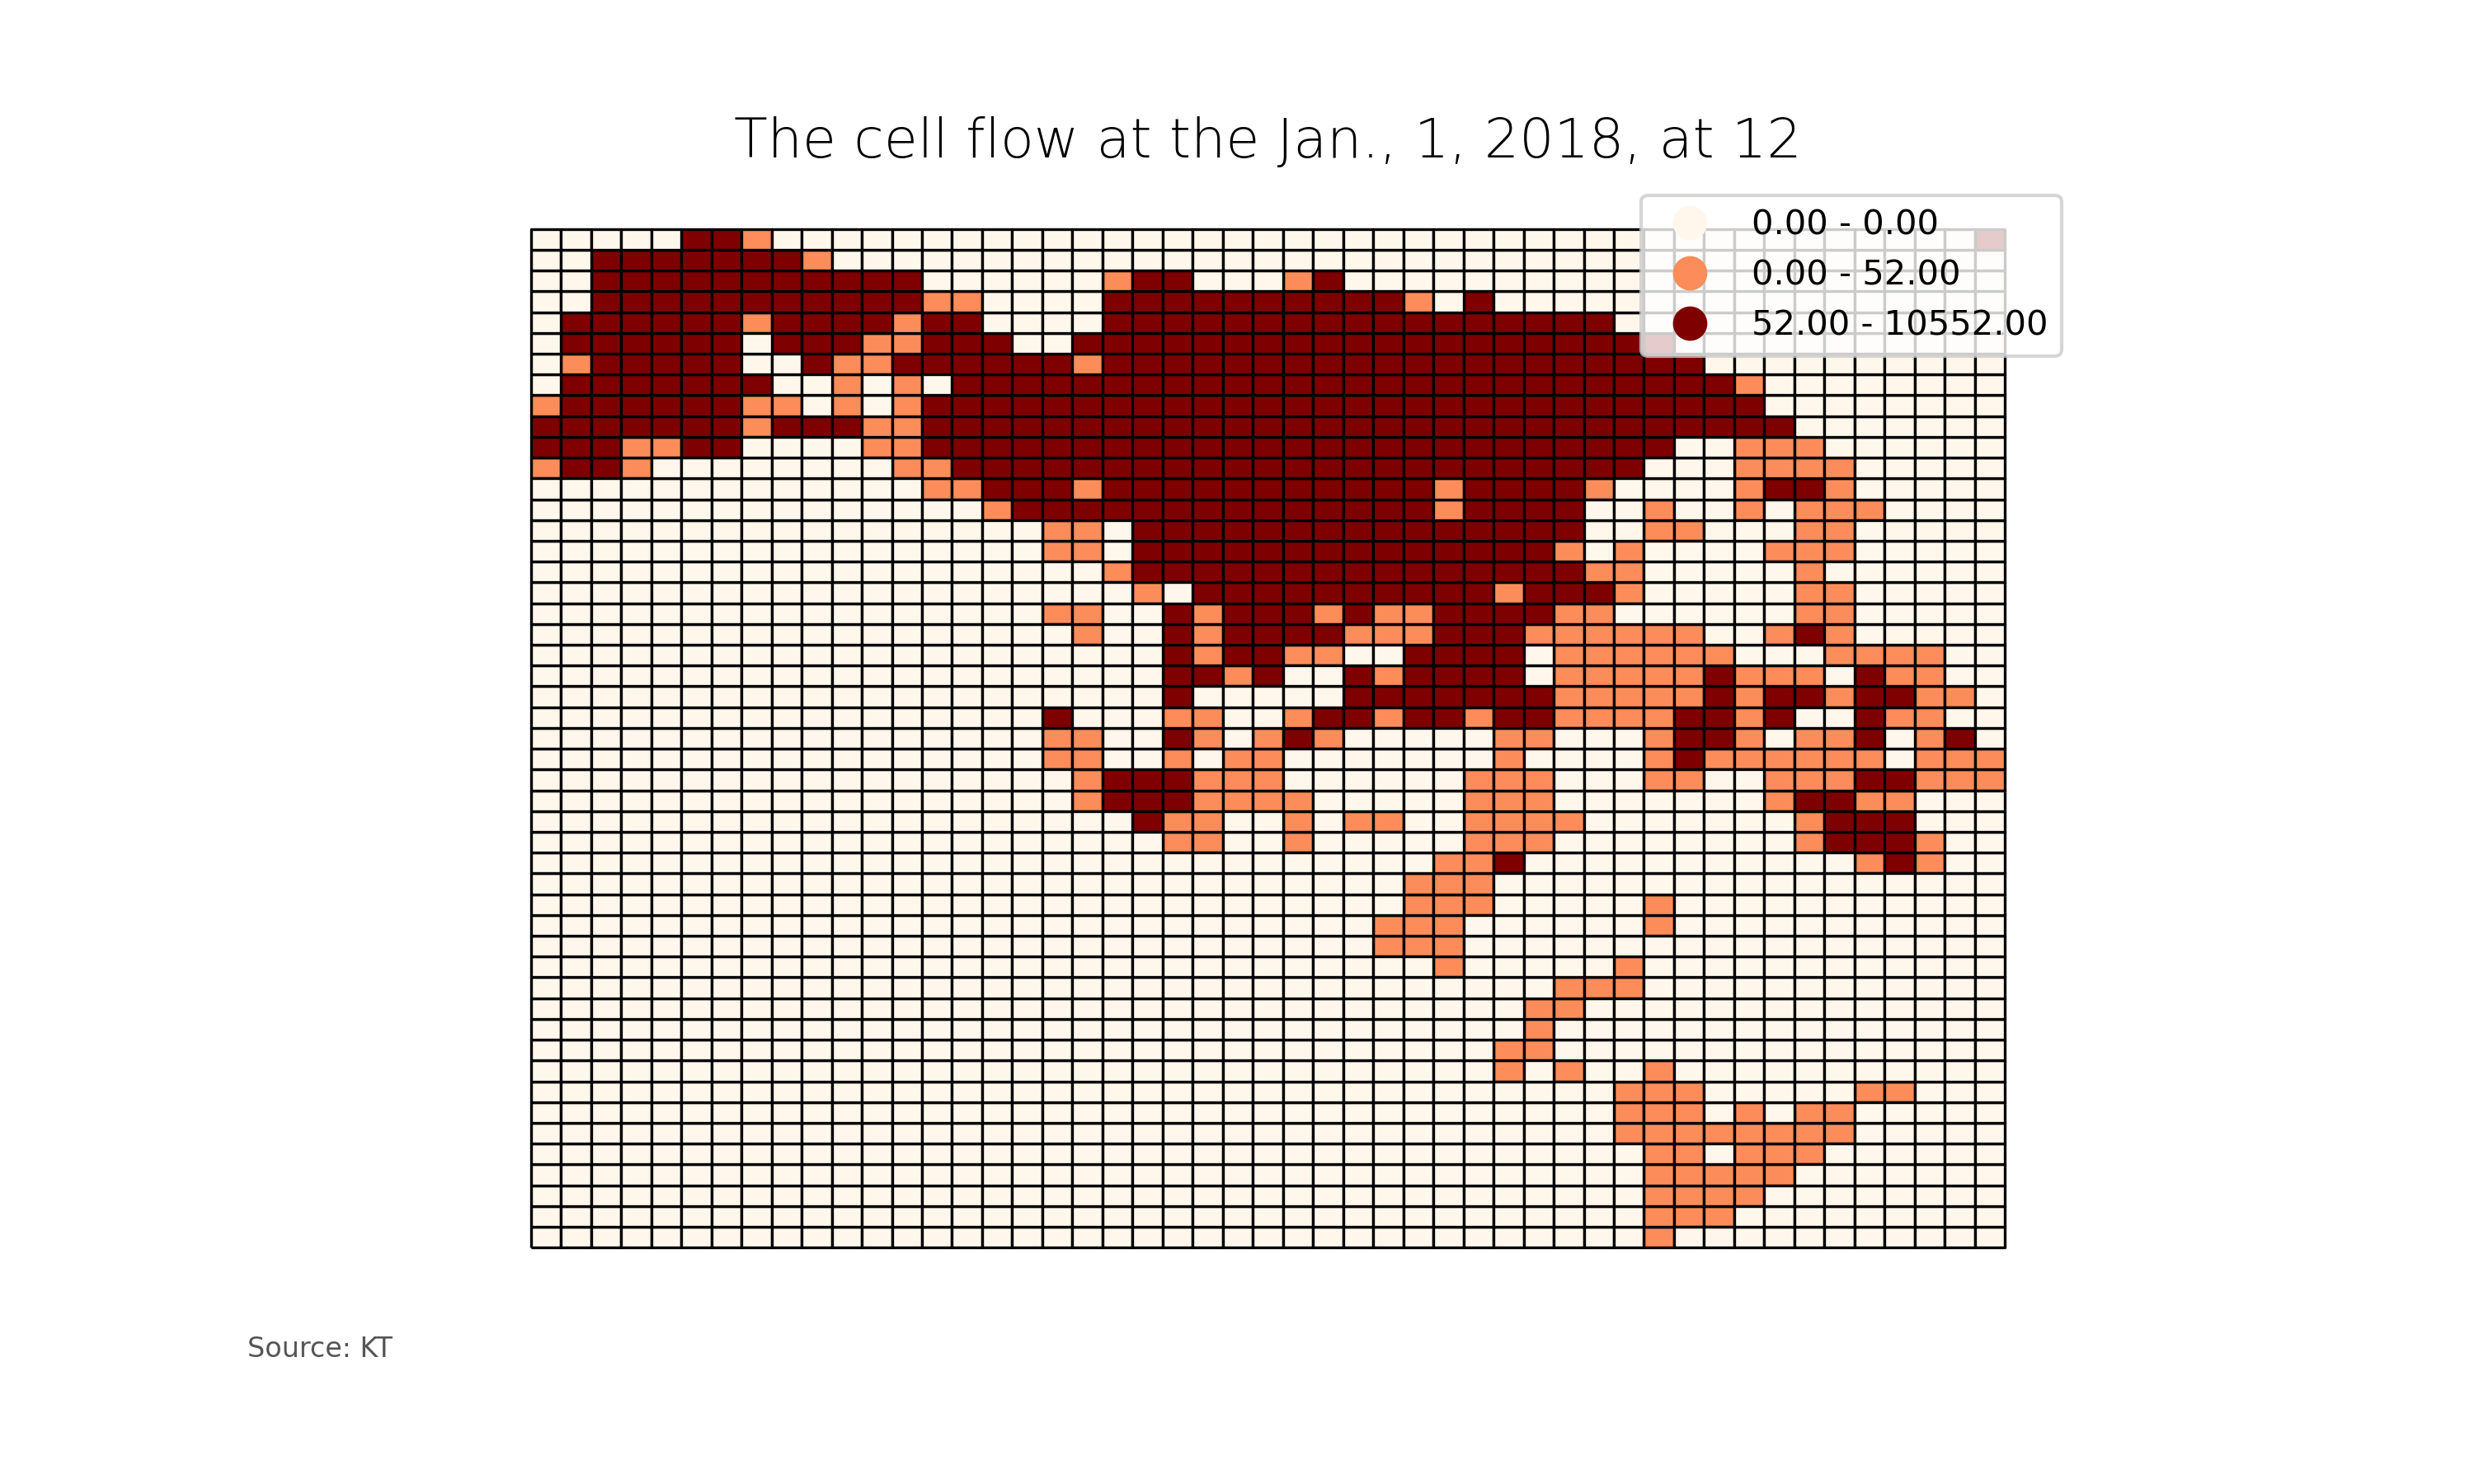 The cell flow at the Jan., 1, 2018, at 12
0.00 - 0.00
0.00 - 52.00
52.00 - 10552.00
Source: KT